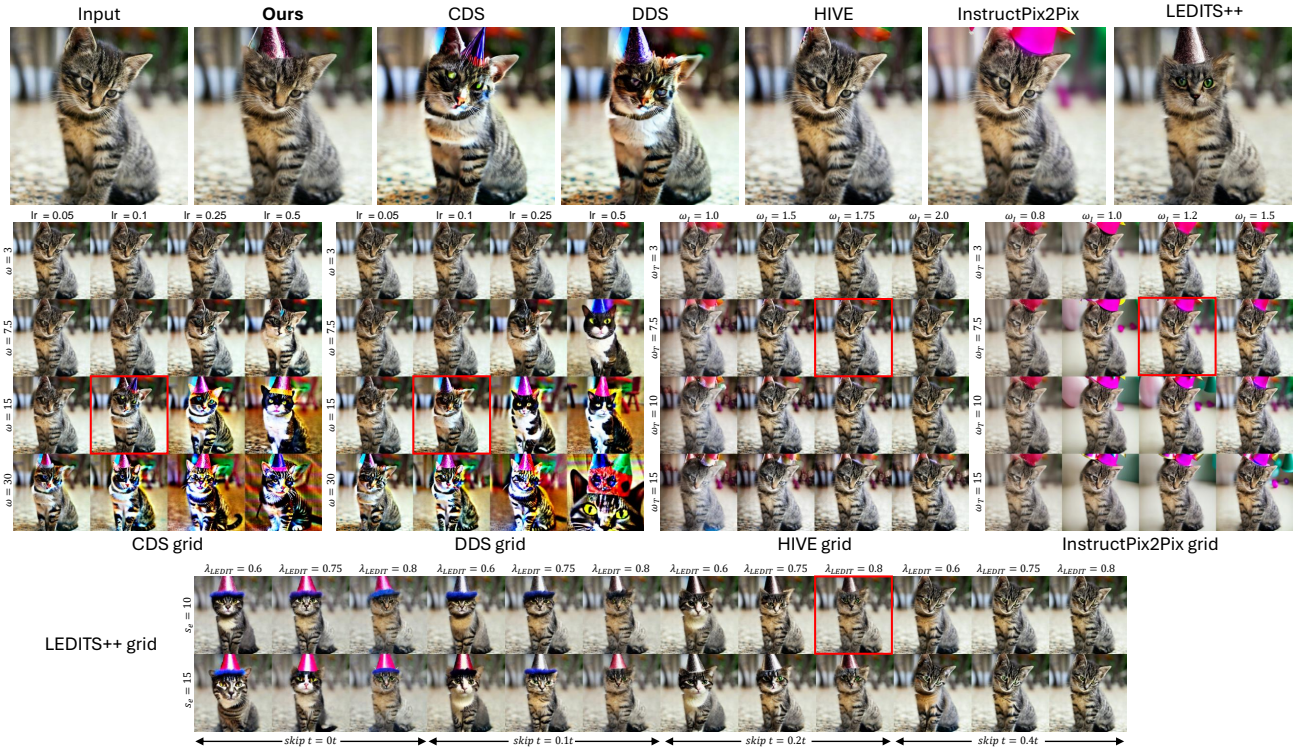 Input Ours CDS DDS HIVE InstructPix2Pix LEDITS++
lr = 0.05 lr = 0.1 lr = 0.25 lr = 0.5 lr = 0.05 lr = 0.1 lr = 0.25 lr = 0.5 ω_I = 1.0 ω_I = 1.5 ω_I = 1.75 ω_I = 2.0 ω_I = 0.8 ω_I = 1.0 ω_I = 1.2 ω_I = 1.5
ω = 3 ω = 3 ω_T = 3 ω_T = 3
ω = 7.5 ω = 7.5 ω_T = 7.5 ω_T = 7.5
ω = 15 ω = 15 ω_T = 10 ω_T = 10
ω = 30 ω = 30 ω_T = 15 ω_T = 15
CDS grid DDS grid HIVE grid InstructPix2Pix grid
λ_LEDIT = 0.6 λ_LEDIT = 0.75 λ_LEDIT = 0.8 λ_LEDIT = 0.6 λ_LEDIT = 0.75 λ_LEDIT = 0.8 λ_LEDIT = 0.6 λ_LEDIT = 0.75 λ_LEDIT = 0.8 λ_LEDIT = 0.6 λ_LEDIT = 0.75 λ_LEDIT = 0.8
s_e = 10
LEDITS++ grid
s_e = 15
skip t = 0t skip t = 0.1t skip t = 0.2t skip t = 0.4t